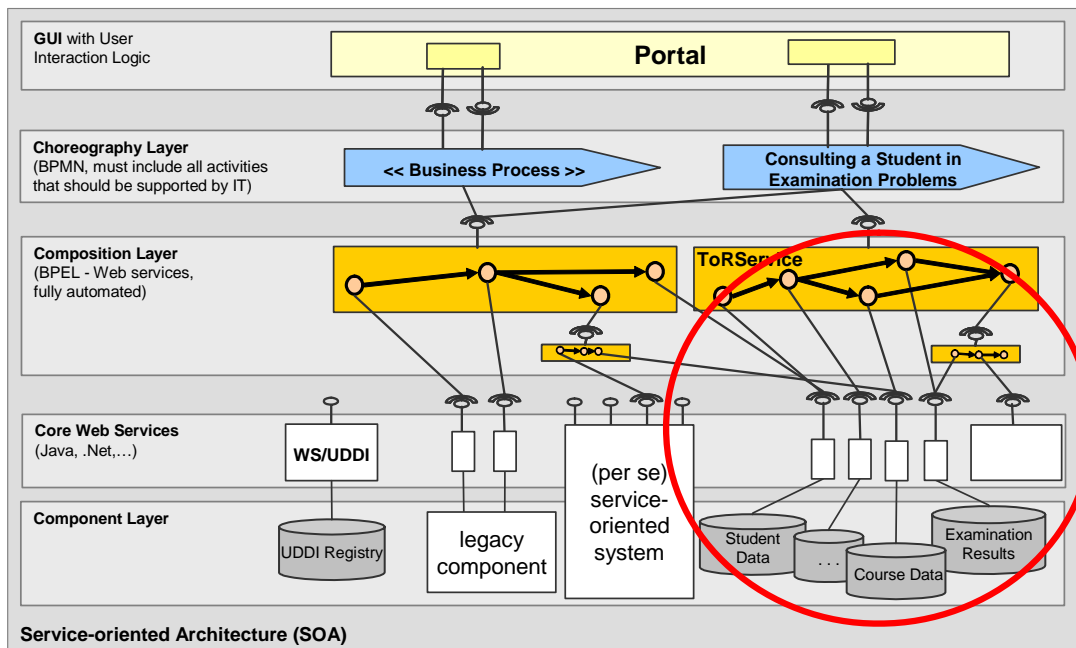 GUI with User
Interaction Logic
Portal
Choreography Layer
(BPMN, must include all activities
that should be supported by IT)
<< Business Process >>
Consulting a Student in
Examination Problems
Composition Layer
(BPEL - Web services,
fully automated)
ToRService
Core Web Services
(Java, .Net,…)
WS/UDDI
(per se)
service-
oriented
system
Component Layer
UDDI Registry
legacy
component
Student
Data
. . .
Course Data
Examination
Results
Service-oriented Architecture (SOA)